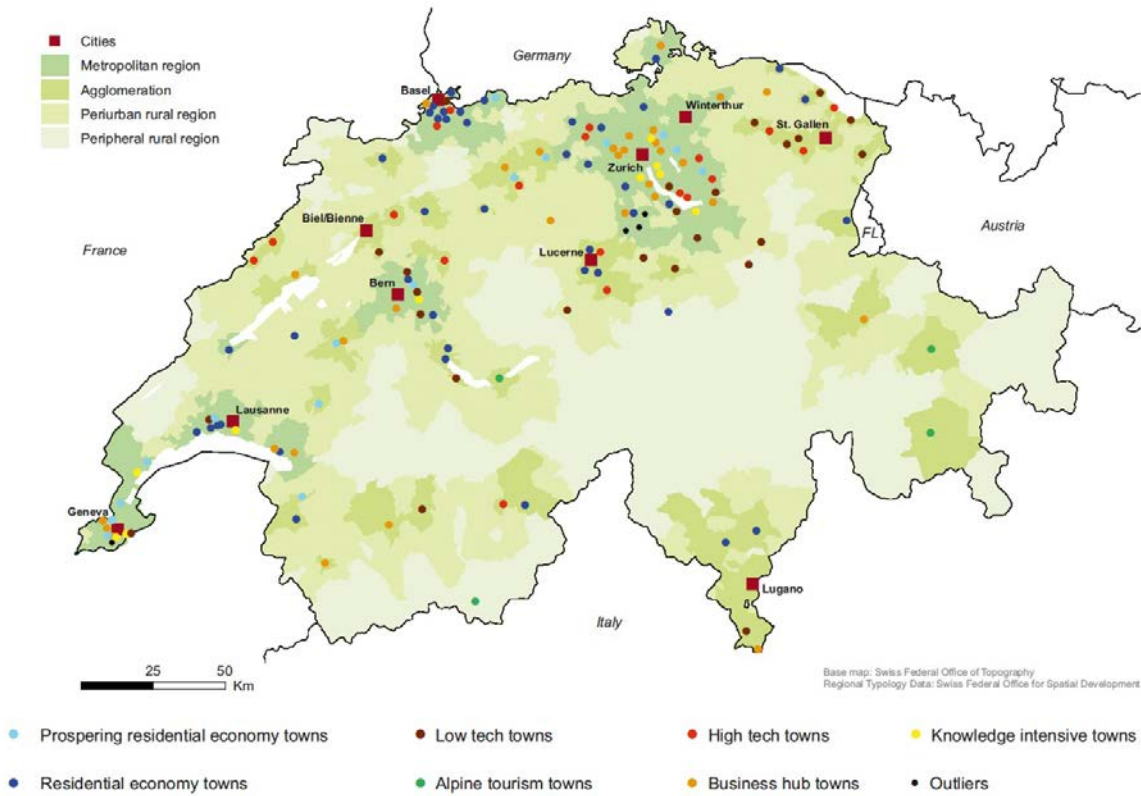 Cities
Metropolitan region
Agglomeration
Periurban rural region
Peripheral rural region
Germany
Basel
Winterthur
St. Gallen
Zurich
Biel/Bienne
France
FL
Austria
Lucerne
Bern
Lausanne
Geneva
Lugano
Italy
25 50
Km
Base map: Swiss Federal Office of Topography
Regional Typology Data: Swiss Federal Office for Spatial Development
Prospering residential economy towns
Low tech towns
High tech towns
Knowledge intensive towns
Residential economy towns
Alpine tourism towns
Business hub towns
Outliers